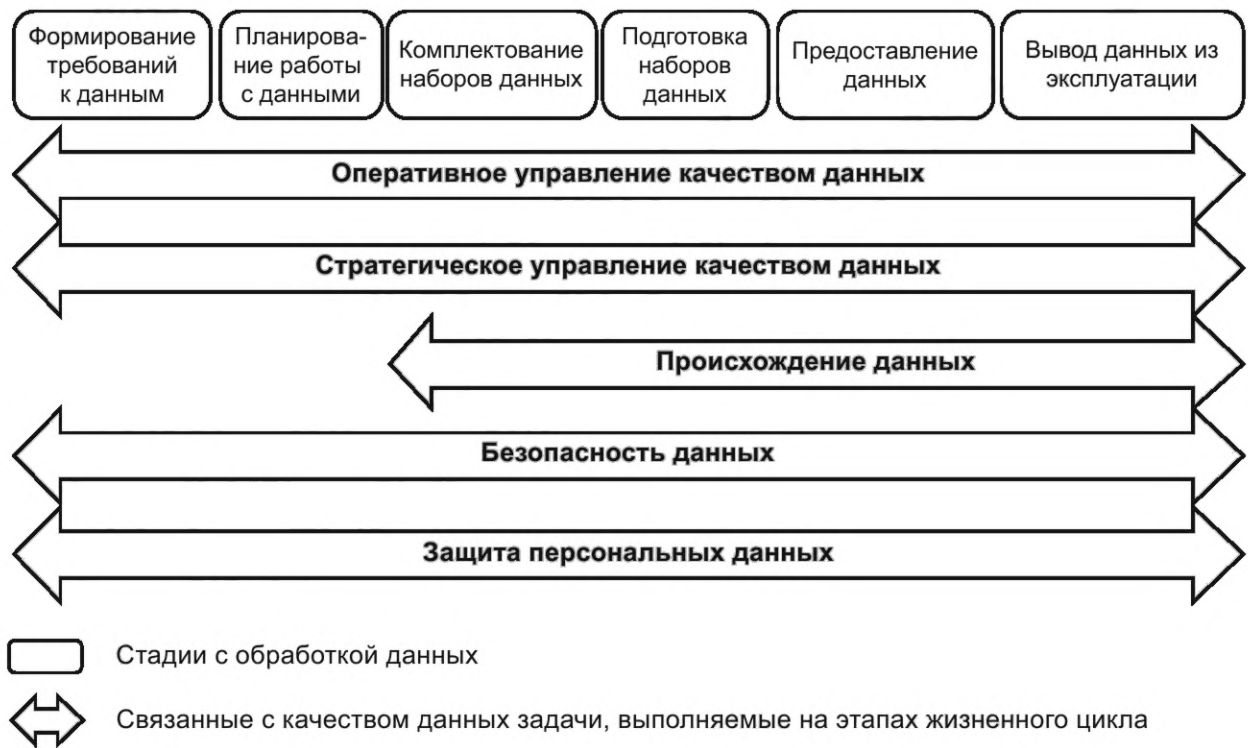 Формирование
требований
к данным
Планирова-
ние работы
с данными
Комплектование
наборов данных
Подготовка
наборов
данных
Предоставление
данных
Вывод данных из
эксплуатации
Оперативное управление качеством данных
Стратегическое управление качеством данных
Происхождение данных
Безопасность данных
Защита персональных данных
Стадии с обработкой данных
Связанные с качеством данных задачи, выполняемые на этапах жизненного цикла